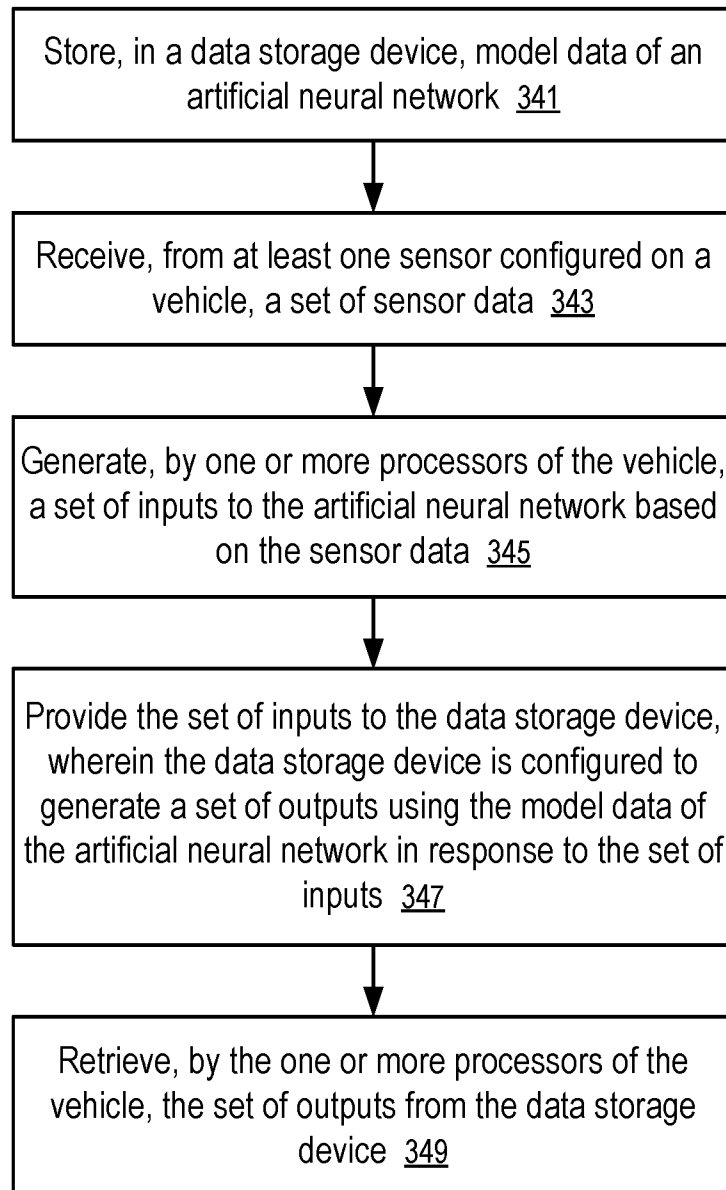 Store, in a data storage device, model data of an
artificial neural network 341
Receive, from at least one sensor configured on a
vehicle, a set of sensor data 343
Generate, by one or more processors of the vehicle,
a set of inputs to the artificial neural network based
on the sensor data 345
Provide the set of inputs to the data storage device,
wherein the data storage device is configured to
generate a set of outputs using the model data of
the artificial neural network in response to the set of
inputs 347
Retrieve, by the one or more processors of the
vehicle, the set of outputs from the data storage
device 349